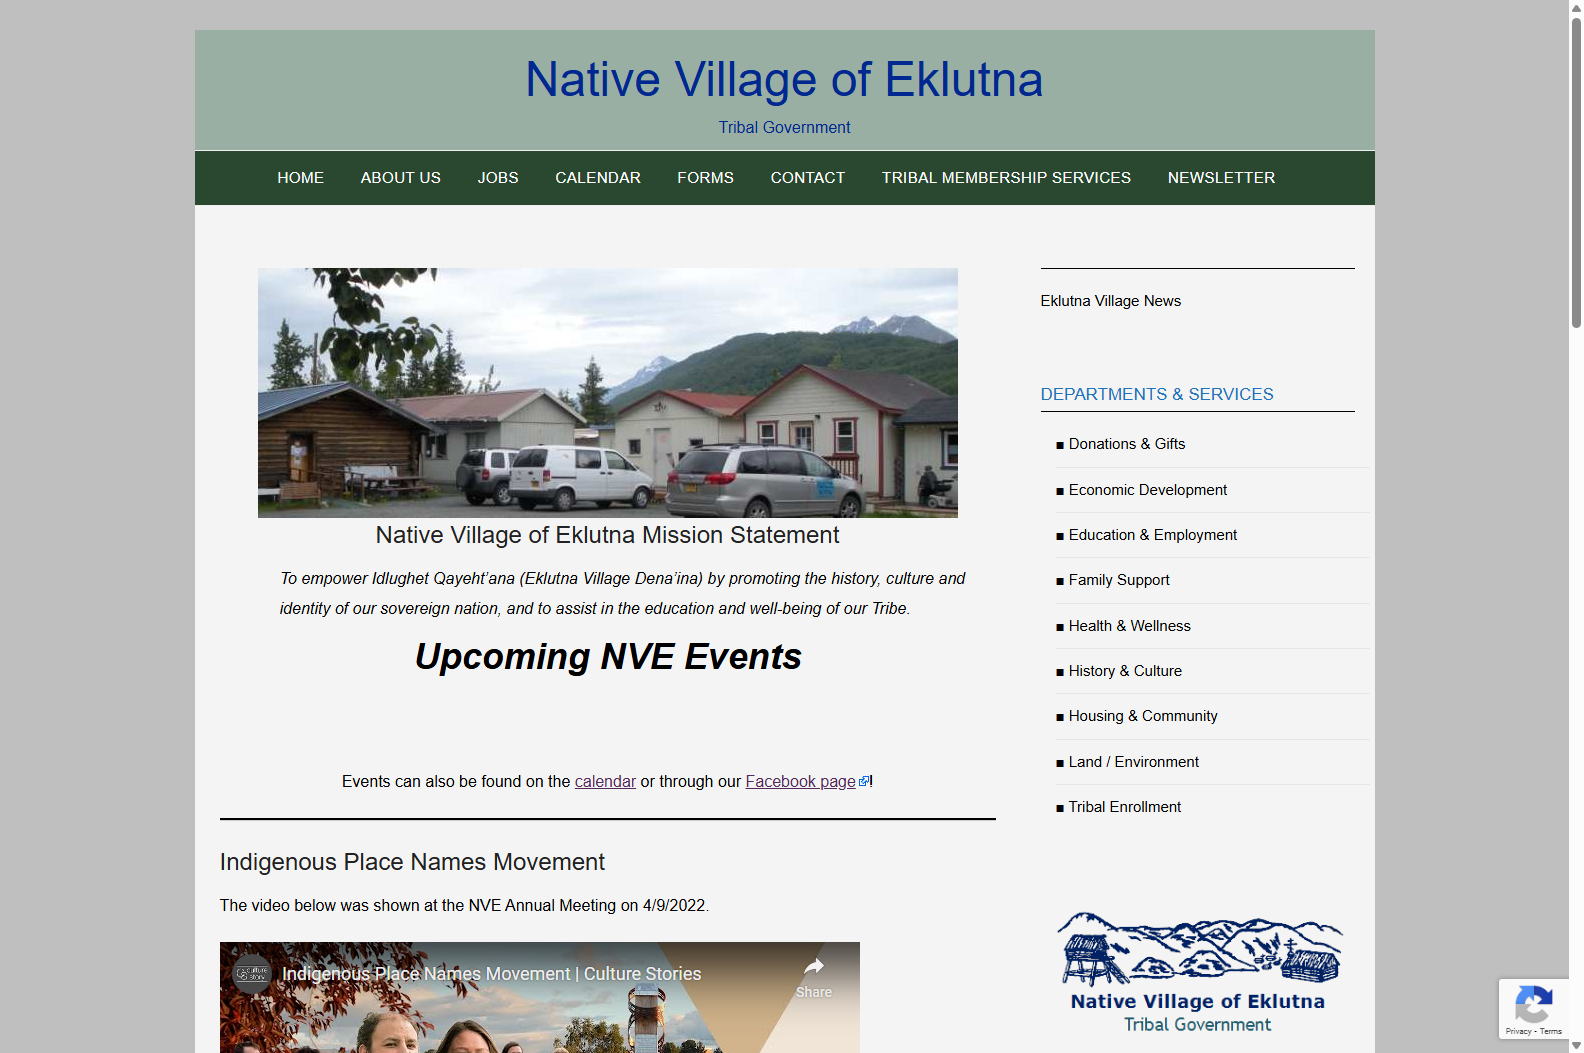 Native Village of Eklutna
Tribal Government
HOME ABOUT US JOBS CALENDAR FORMS CONTACT TRIBAL MEMBERSHIP SERVICES NEWSLETTER
Native Village of Eklutna Mission Statement
To empower Idlughet Qayeht’ana (Eklutna Village Dena’ina) by promoting the history, culture and
identity of our sovereign nation, and to assist in the education and well-being of our Tribe.
Upcoming NVE Events
Events can also be found on the calendar or through our Facebook page!
Indigenous Place Names Movement
The video below was shown at the NVE Annual Meeting on 4/9/2022.
culture story
Indigenous Place Names Movement | Culture Stories
Share
Eklutna Village News
DEPARTMENTS & SERVICES
■ Donations & Gifts
■ Economic Development
■ Education & Employment
■ Family Support
■ Health & Wellness
■ History & Culture
■ Housing & Community
■ Land / Environment
■ Tribal Enrollment
Native Village of Eklutna
Tribal Government
Privacy - Terms